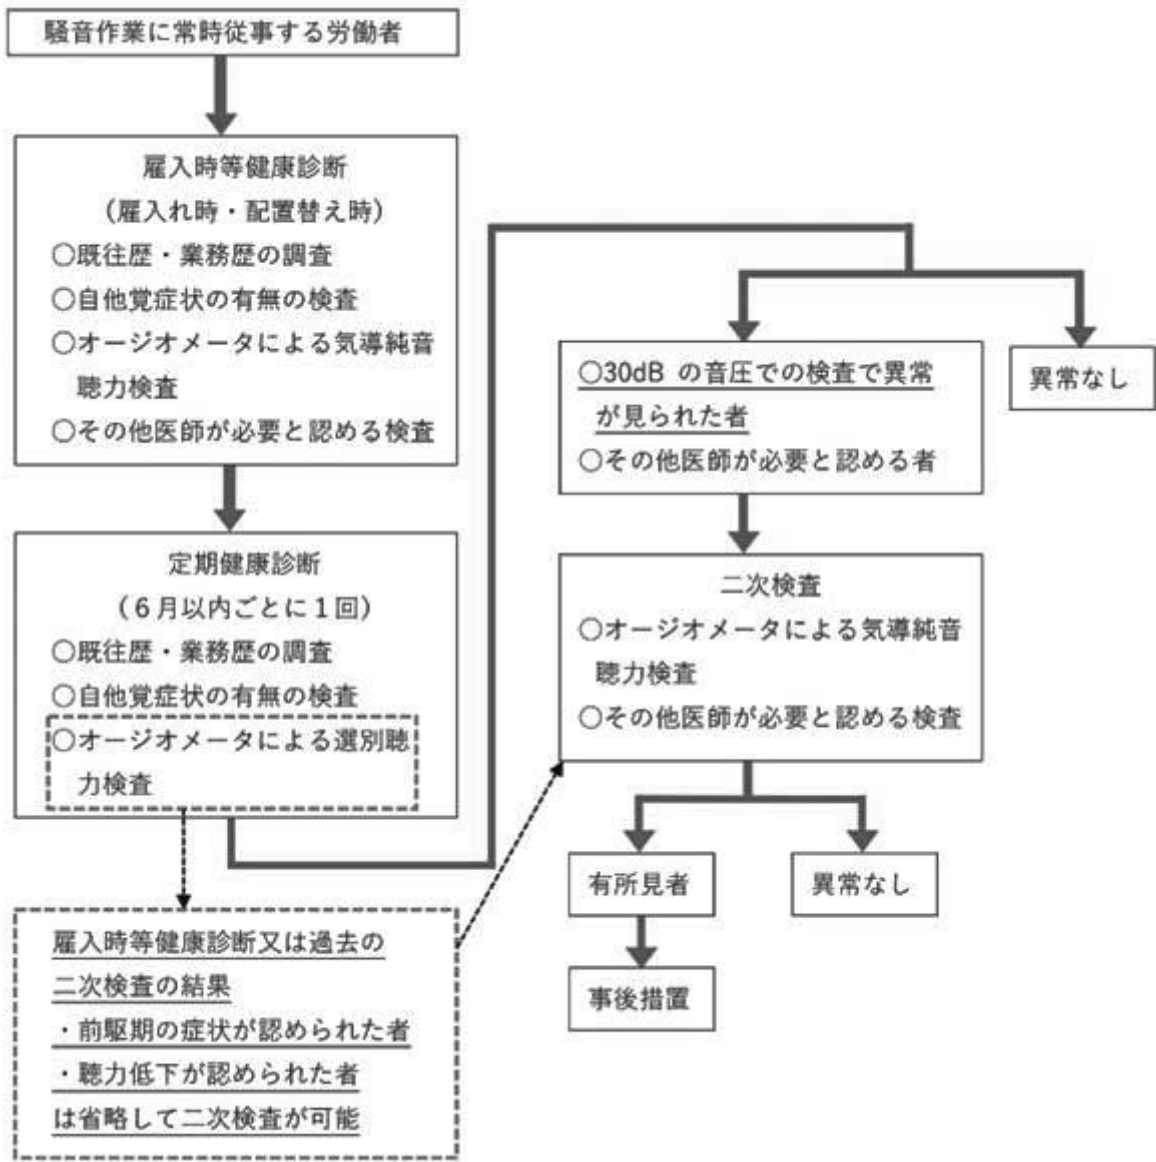 騒音作業に常時従事する労働者
雇入時等健康診断
(雇入れ時・配置替え時)
○既往歴・業務歴の調査
○自他覚症状の有無の検査
○オージオメータによる気導純音
聴力検査
○その他医師が必要と認める検査
定期健康診断
(6月以内ごとに1回)
○既往歴・業務歴の調査
○自他覚症状の有無の検査
○オージオメータによる選別聴
力検査
雇入時等健康診断又は過去の
二次検査の結果
・前駆期の症状が認められた者
・聴力低下が認められた者
は省略して二次検査が可能
○30dB の音圧での検査で異常
が見られた者
○その他医師が必要と認める者
異常なし
二次検査
○オージオメータによる気導純音
聴力検査
○その他医師が必要と認める検査
有所見者
異常なし
事後措置